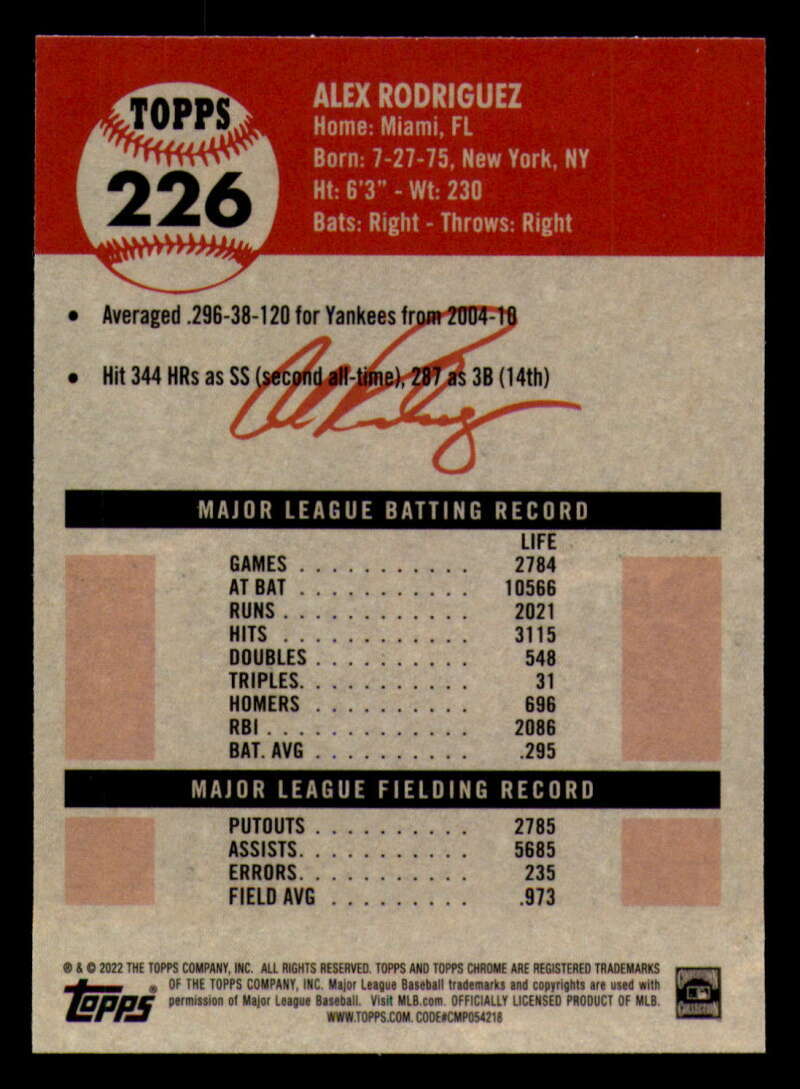 TOPPS
226
ALEX RODRIGUEZ
Home: Miami, FL
Born: 7-27-75, New York, NY
Ht: 6'3" - Wt: 230
Bats: Right - Throws: Right
• Averaged .296-38-120 for Yankees from 2004-10
• Hit 344 HRs as SS (second all-time), 287 as 3B (14th)
MAJOR LEAGUE BATTING RECORD
LIFE
GAMES . . . . . . . . . . . 2784
AT BAT . . . . . . . . . . . 10566
RUNS . . . . . . . . . . . . 2021
HITS . . . . . . . . . . . . 3115
DOUBLES . . . . . . . . . . 548
TRIPLES. . . . . . . . . . . 31
HOMERS . . . . . . . . . . 696
RBI . . . . . . . . . . . . . 2086
BAT. AVG . . . . . . . . . . .295
MAJOR LEAGUE FIELDING RECORD
PUTOUTS . . . . . . . . . . 2785
ASSISTS. . . . . . . . . . . 5685
ERRORS. . . . . . . . . . . 235
FIELD AVG . . . . . . . . . .973
® & © 2022 THE TOPPS COMPANY, INC. ALL RIGHTS RESERVED. TOPPS AND TOPPS CHROME ARE REGISTERED TRADEMARKS
OF THE TOPPS COMPANY, INC. Major League Baseball trademarks and copyrights are used with
permission of Major League Baseball. Visit MLB.com. OFFICIALLY LICENSED PRODUCT OF MLB.
WWW.TOPPS.COM. CODE#CMP054218
Topps®